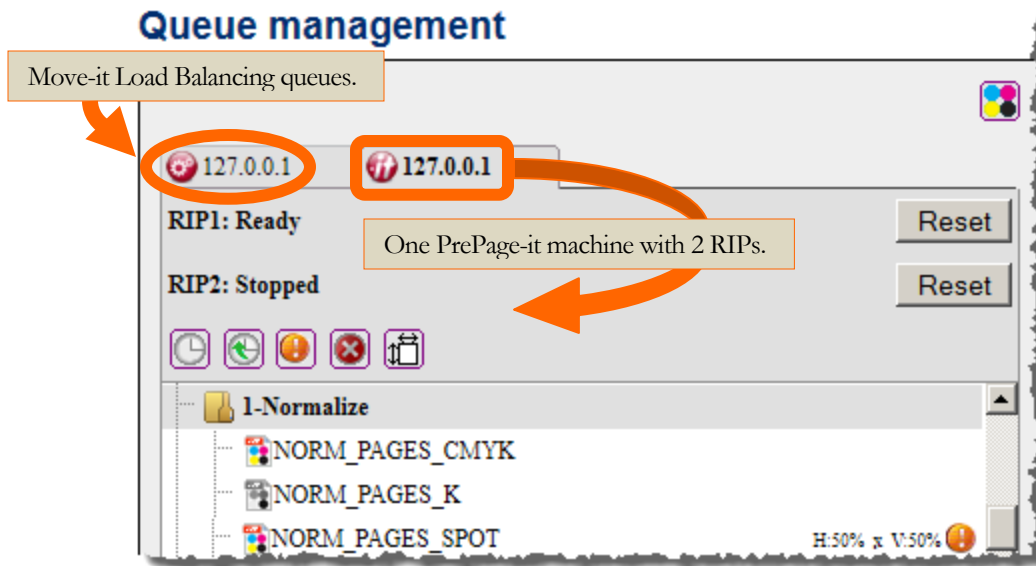 Queue management
Move-it Load Balancing queues.
127.0.0.1
127.0.0.1
RIP1: Ready
Reset
One PrePage-it machine with 2 RIPs.
RIP2: Stopped
Reset
1-Normalize
NORM_PAGES_CMYK
NORM_PAGES_K
NORM_PAGES_SPOT
H:50% x V:50%